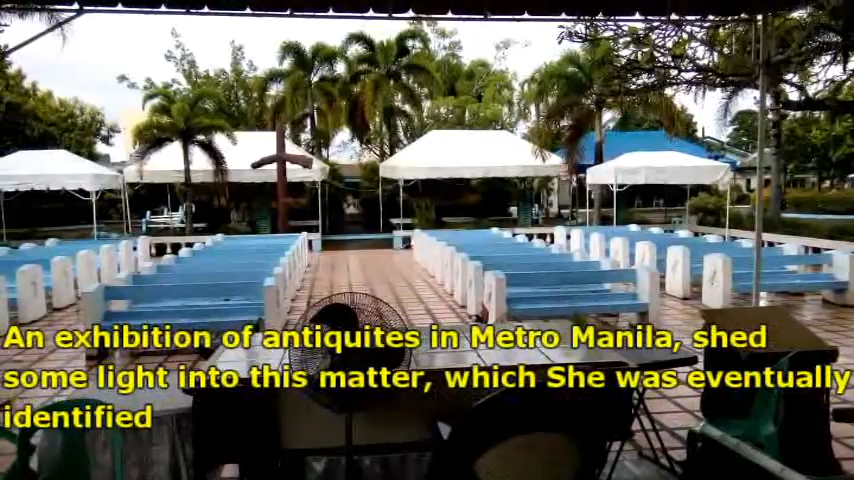 An exhibition of antiquites in Metro Manila, shed
some light into this matter, which She was eventually
identified